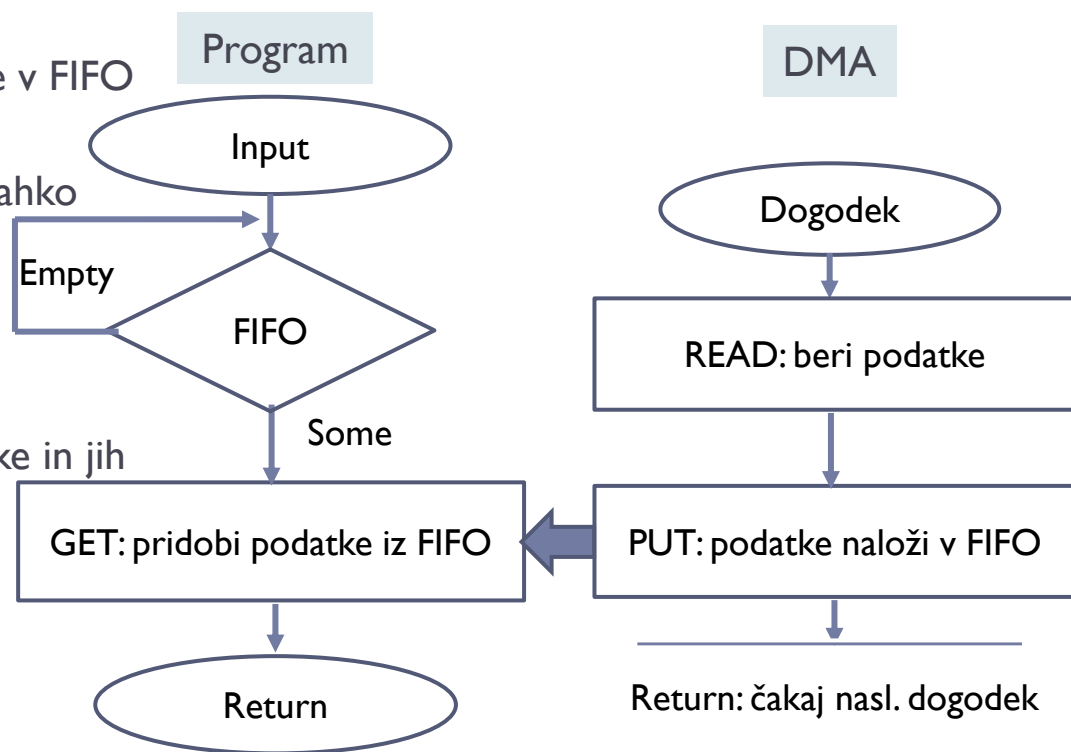 Program
DMA
e v FIFO
Input
ahko
Dogodek
Empty
FIFO
READ: beri podatke
Some
ke in jih
GET: pridobi podatke iz FIFO
PUT: podatke naloži v FIFO
Return
Return: čakaj nasl. dogodek